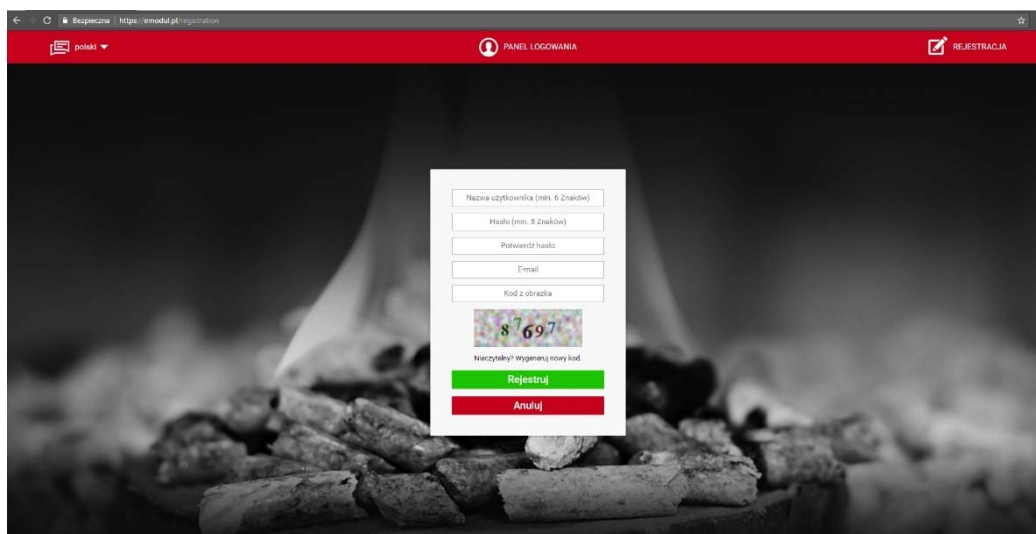 Bezpieczna | https://emodul.pl/registration
polski
PANEL LOGOWANIA
REJESTRACJA
Nazwa użytkownika (min. 6 Znaków)
Hasło (min. 8 Znaków)
Potwierdź hasło
E-mail
Kod z obrazka
87697
Nieczytelny? Wygeneruj nowy kod.
Rejestruj
Anuluj